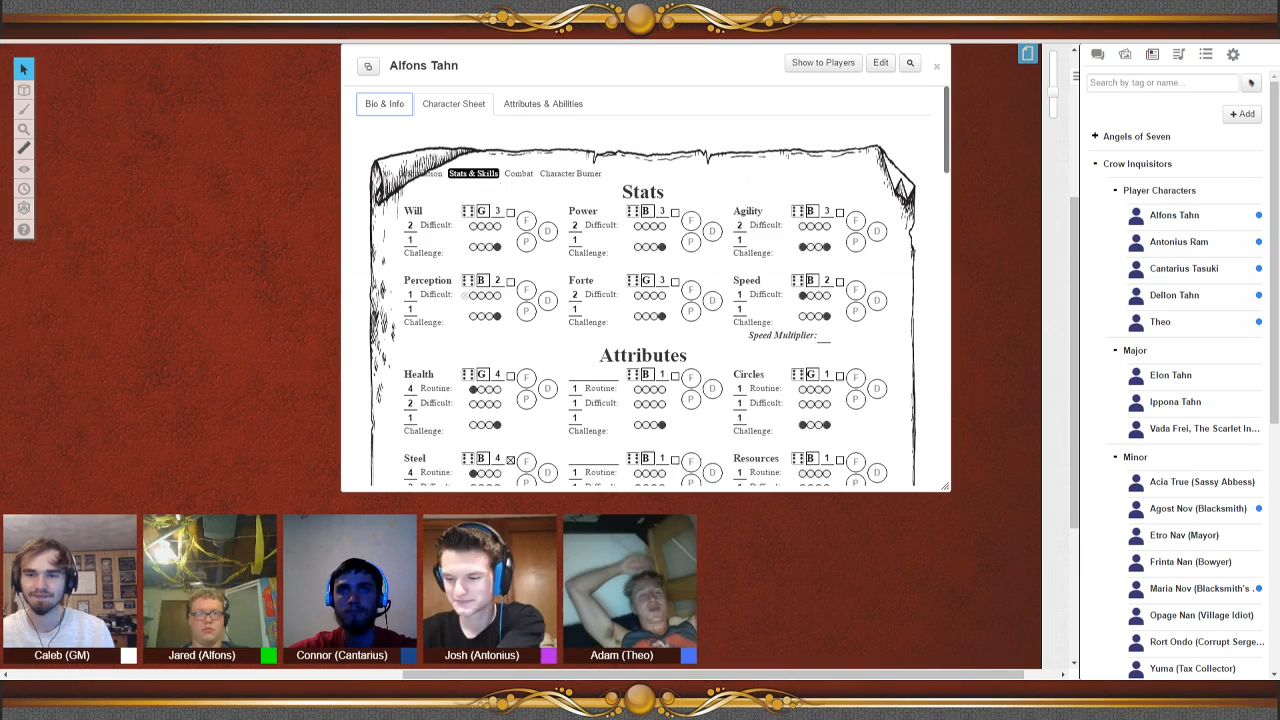 Alfons Tahn
Show to Players Edit
Search by tag or name...
Bio & Info Character Sheet Attributes & Abilities
+ Add
Angels of Seven
Crow Inquisitors
Player Characters
Alfons Tahn
Antonius Ram
Cantarius Tasuki
Dellon Tahn
Theo
Major
Elon Tahn
Ippona Tahn
Vada Frei, The Scarlet In...
Minor
Acia True (Sassy Abbess)
Agost Nov (Blacksmith)
Etro Nav (Mayor)
Frinta Nan (Bowyer)
Maria Nov (Blacksmith's .
Opage Nan (Village Idiot)
Rort Ondo (Corrupt Serge...
Yuma (Tax Collector)
Stats & Skills Combat Character Burner
Stats
Will G 3 Power B 3 Agility B 3
2 Difficult: F D 2 Difficult: F D 2 Difficult: F D
1 P 1 P 1 P
Challenge: Challenge: Challenge:
Perception B 2 Forte G 3 Speed B 2
1 Difficult: F D 2 Difficult: F D 1 Difficult: F D
1 P 1 P 1 P
Challenge: Challenge: Challenge:
Speed Multiplier:
Attributes
Health G 4 B 1 Circles G 1
4 Routine: F D 1 Routine: F D 1 Routine: F D
2 Difficult: P 1 Difficult: P 1 Difficult: P
1 1 1
Challenge: Challenge: Challenge:
Steel B 4 B 1 Resources B 1
4 Routine: F D 1 Routine: F D 1 Routine: F D
Caleb (GM) Jared (Alfons) Connor (Cantarius) Josh (Antonius) Adam (Theo)